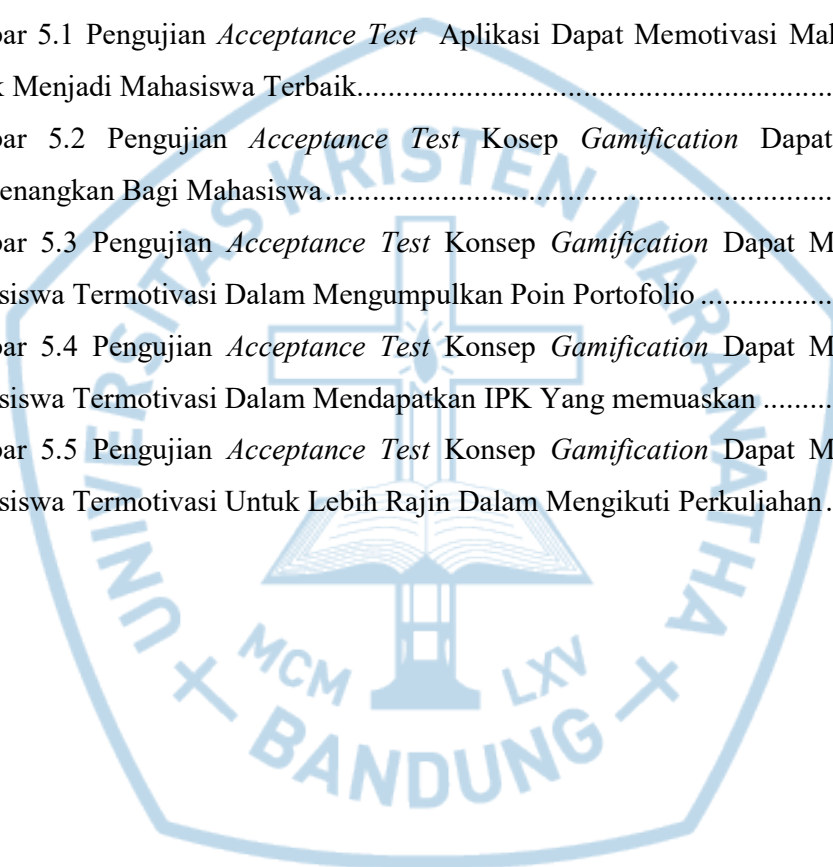 bar 5.1 Pengujian Acceptance Test Aplikasi Dapat Memotivasi Mah
k Menjadi Mahasiswa Terbaik..........................................................
bar 5.2 Pengujian Acceptance Test Kosep Gamification Dapat
enangkan Bagi Mahasiswa..............................................................
bar 5.3 Pengujian Acceptance Test Konsep Gamification Dapat M
siswa Termotivasi Dalam Mengumpulkan Poin Portofolio ..................
bar 5.4 Pengujian Acceptance Test Konsep Gamification Dapat M
siswa Termotivasi Dalam Mendapatkan IPK Yang memuaskan ..........
bar 5.5 Pengujian Acceptance Test Konsep Gamification Dapat M
siswa Termotivasi Untuk Lebih Rajin Dalam Mengikuti Perkuliahan..
UNIVERSITAS KRISTEN MARANATHA
MCM LXV
BANDUNG